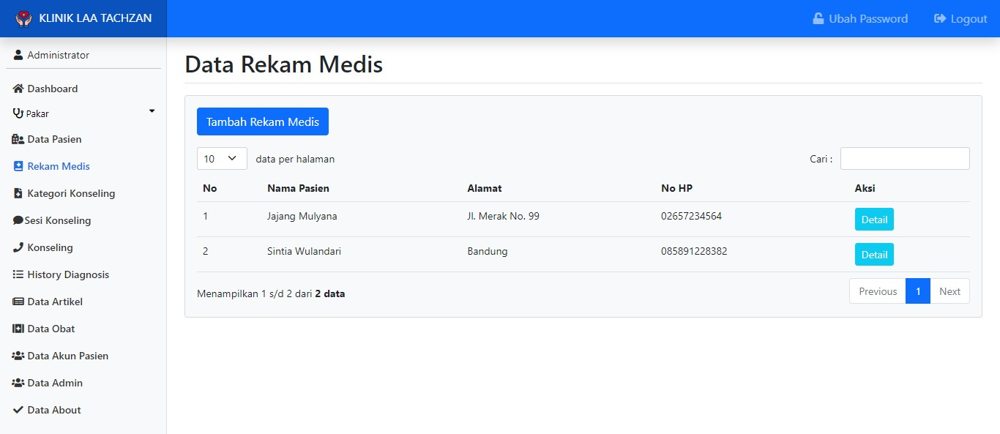 KLINIK LAA TACHZAN
Ubah Password Logout
Administrator
Dashboard
Pakar
Data Pasien
Rekam Medis
Kategori Konseling
Sesi Konseling
Konseling
History Diagnosis
Data Artikel
Data Obat
Data Akun Pasien
Data Admin
Data About
Data Rekam Medis
Tambah Rekam Medis
10 data per halaman Cari :
No Nama Pasien Alamat No HP Aksi
1 Jajang Mulyana Jl. Merak No. 99 02657234564 Detail
2 Sintia Wulandari Bandung 085891228382 Detail
Menampilkan 1 s/d 2 dari 2 data Previous 1 Next